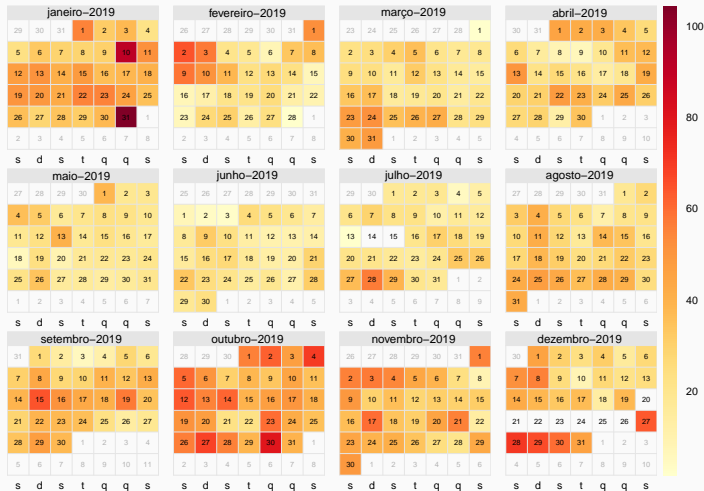 janeiro–2019
29 30 31 1 2 3 4
5 6 7 8 9 10 11
12 13 14 15 16 17 18
19 20 21 22 23 24 25
26 27 28 29 30 31 1
2 3 4 5 6 7 8
s d s t q q s
fevereiro–2019
26 27 28 29 30 31 1
2 3 4 5 6 7 8
9 10 11 12 13 14 15
16 17 18 19 20 21 22
23 24 25 26 27 28 1
2 3 4 5 6 7 8
s d s t q q s
março–2019
23 24 25 26 27 28 1
2 3 4 5 6 7 8
9 10 11 12 13 14 15
16 17 18 19 20 21 22
23 24 25 26 27 28 29
30 31 1 2 3 4 5
s d s t q q s
abril–2019
30 31 1 2 3 4 5
6 7 8 9 10 11 12
13 14 15 16 17 18 19
20 21 22 23 24 25 26
27 28 29 30 1 2 3
4 5 6 7 8 9 10
s d s t q q s
maio–2019
27 28 29 30 1 2 3
4 5 6 7 8 9 10
11 12 13 14 15 16 17
18 19 20 21 22 23 24
25 26 27 28 29 30 31
1 2 3 4 5 6 7
s d s t q q s
junho–2019
25 26 27 28 29 30 31
1 2 3 4 5 6 7
8 9 10 11 12 13 14
15 16 17 18 19 20 21
22 23 24 25 26 27 28
29 30 1 2 3 4 5
s d s t q q s
julho–2019
29 30 1 2 3 4 5
6 7 8 9 10 11 12
13 14 15 16 17 18 19
20 21 22 23 24 25 26
27 28 29 30 31 1 2
3 4 5 6 7 8 9
s d s t q q s
agosto–2019
27 28 29 30 31 1 2
3 4 5 6 7 8 9
10 11 12 13 14 15 16
17 18 19 20 21 22 23
24 25 26 27 28 29 30
31 1 2 3 4 5 6
s d s t q q s
setembro–2019
31 1 2 3 4 5 6
7 8 9 10 11 12 13
14 15 16 17 18 19 20
21 22 23 24 25 26 27
28 29 30 1 2 3 4
5 6 7 8 9 10 11
s d s t q q s
outubro–2019
28 29 30 1 2 3 4
5 6 7 8 9 10 11
12 13 14 15 16 17 18
19 20 21 22 23 24 25
26 27 28 29 30 31 1
2 3 4 5 6 7 8
s d s t q q s
novembro–2019
26 27 28 29 30 31 1
2 3 4 5 6 7 8
9 10 11 12 13 14 15
16 17 18 19 20 21 22
23 24 25 26 27 28 29
30 1 2 3 4 5 6
s d s t q q s
dezembro–2019
30 1 2 3 4 5 6
7 8 9 10 11 12 13
14 15 16 17 18 19 20
21 22 23 24 25 26 27
28 29 30 31 1 2 3
4 5 6 7 8 9 10
s d s t q q s
100
80
60
40
20